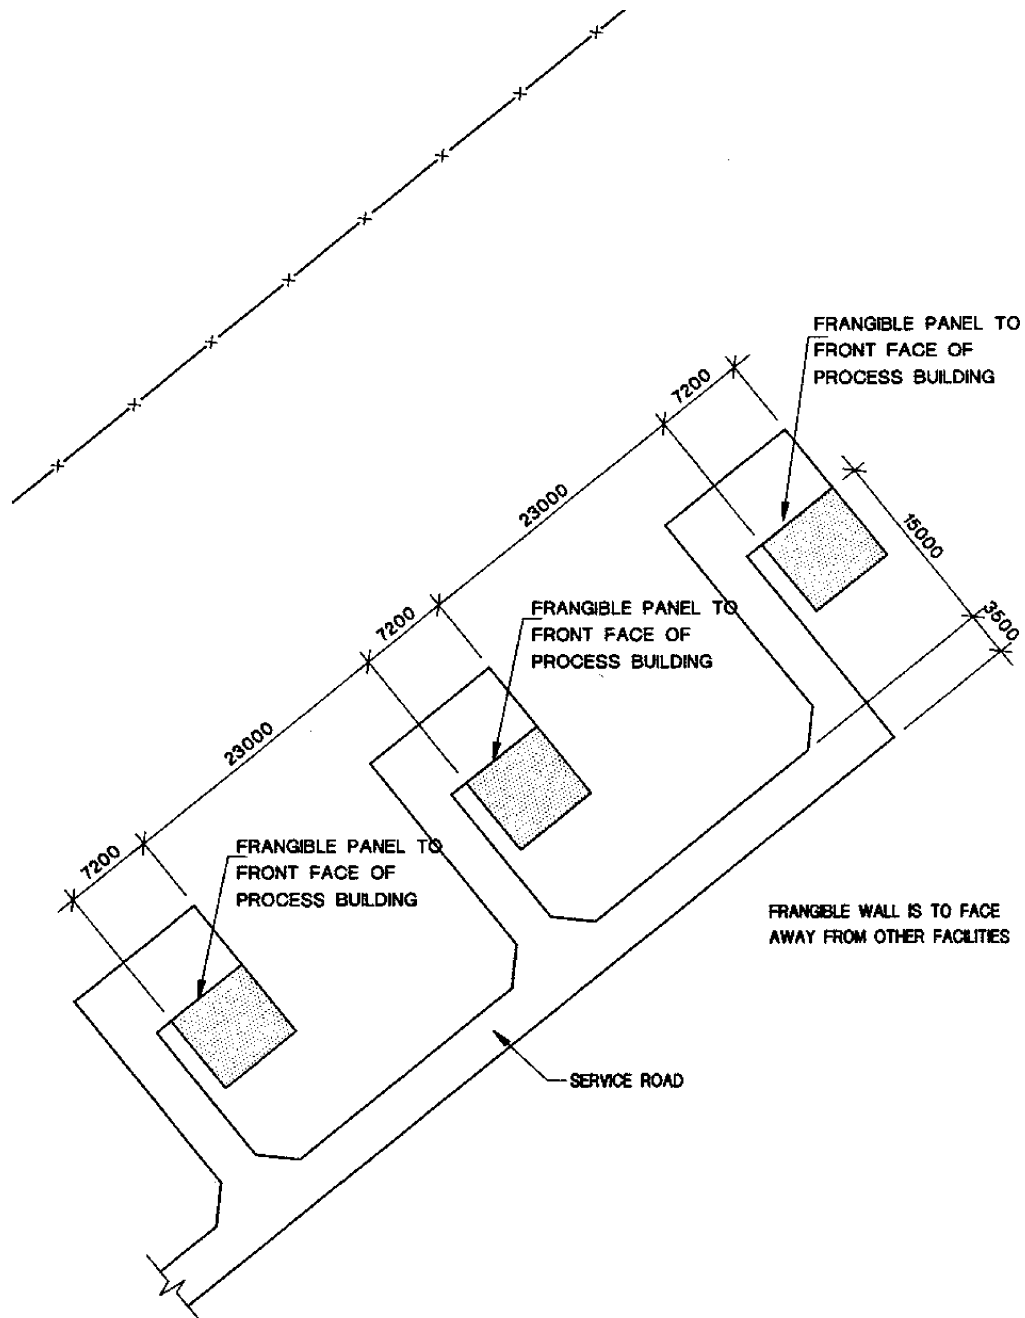 FRANGIBLE PANEL TO
FRONT FACE OF
PROCESS BUILDING
7200
23000
15000
3500
FRANGIBLE PANEL TO
FRONT FACE OF
PROCESS BUILDING
7200
23000
FRANGIBLE PANEL TO
FRONT FACE OF
PROCESS BUILDING
7200
FRANGIBLE WALL IS TO FACE
AWAY FROM OTHER FACILITIES
SERVICE ROAD